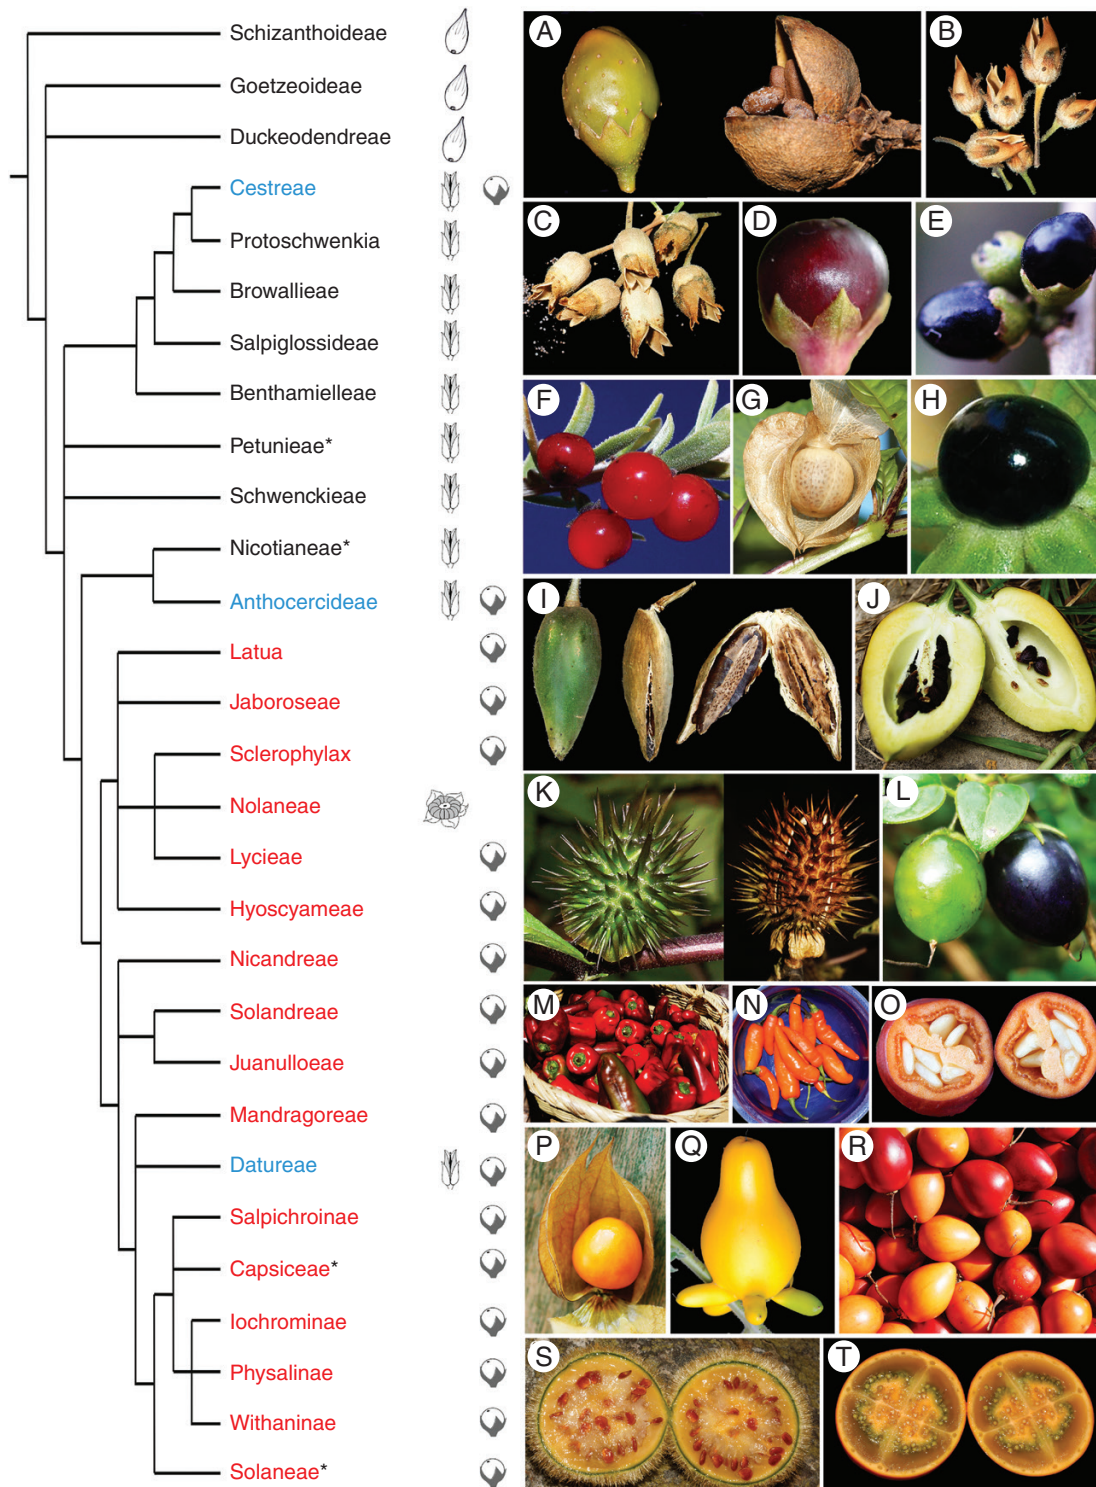 Schizanthoideae
Goetzeoideae
Duckeodendreae
Cestreae
Protoschwenkia
Browallieae
Salpiglossideae
Benthamielleae
Petunieae*
Schwenckieae
Nicotianeae*
Anthocercideae
Latua
Jaboroseae
Sclerophylax
Nolaneae
Lycieae
Hyoscyameae
Nicandreae
Solandreae
Juanulloeae
Mandragoreae
Datureae
Salpichroinae
Capsiceae*
Iochrominae
Physalinae
Withaninae
Solaneae*
A
B
C
D
E
F
G
H
I
J
K
L
M
N
O
P
Q
R
S
T